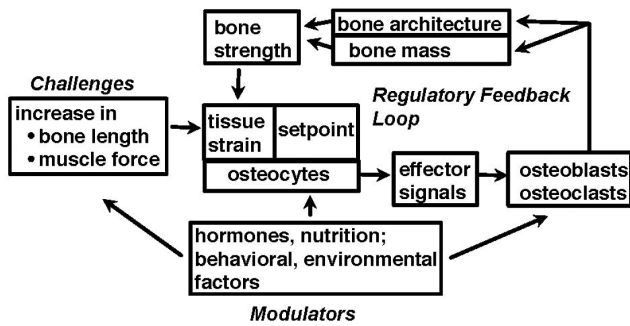 bone
strength
bone architecture
bone mass
Challenges
increase in
• bone length
• muscle force
tissue
strain
setpoint
osteocytes
Regulatory Feedback
Loop
effector
signals
osteoblasts
osteoclasts
hormones, nutrition;
behavioral, environmental
factors
Modulators